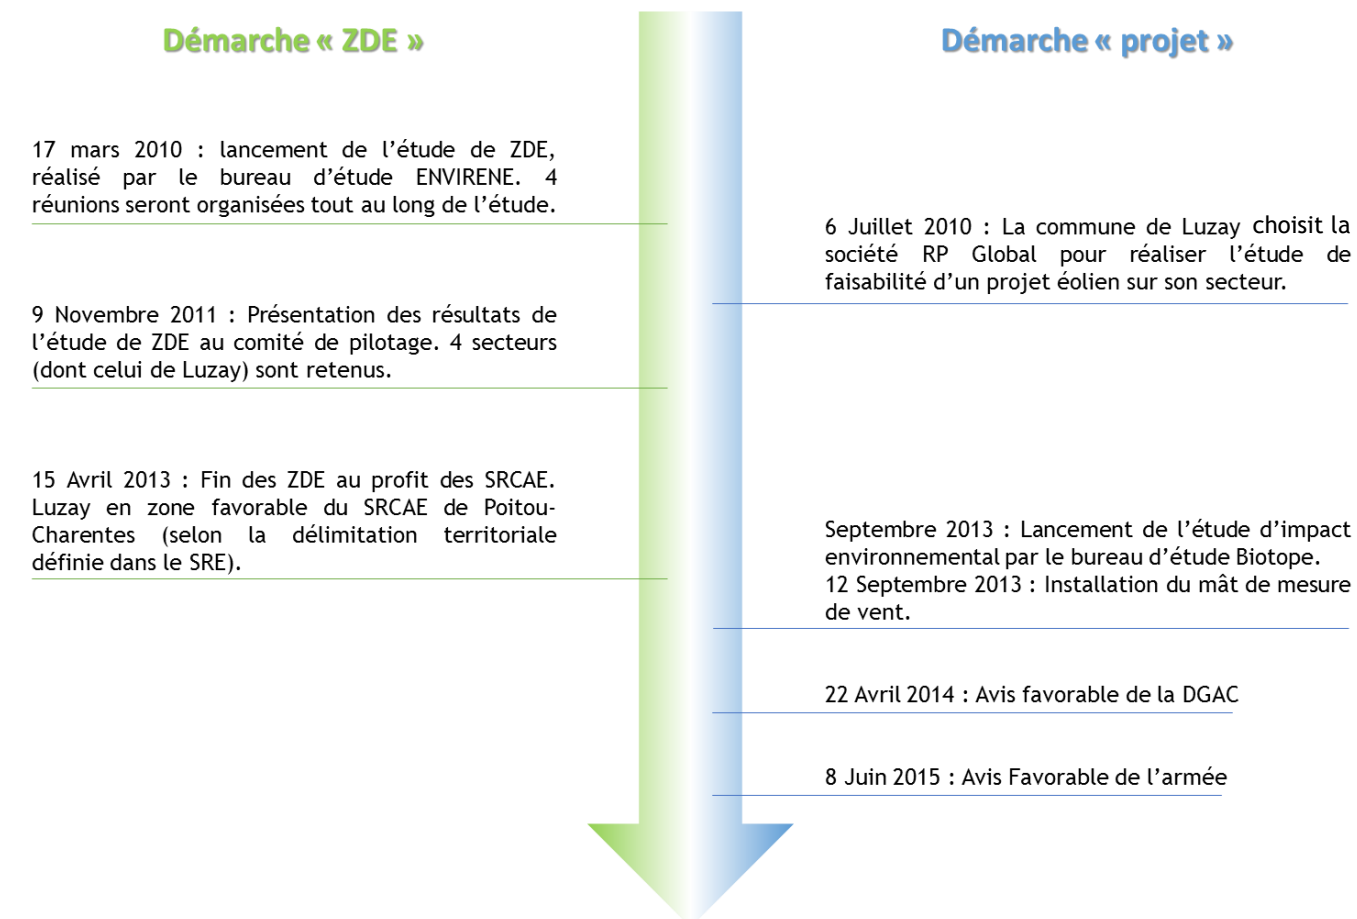 Démarche « ZDE »
17 mars 2010 : lancement de l’étude de ZDE,
réalisé par le bureau d’étude ENVIRENE. 4
réunions seront organisées tout au long de l’étude.
9 Novembre 2011 : Présentation des résultats de
l’étude de ZDE au comité de pilotage. 4 secteurs
(dont celui de Luzay) sont retenus.
15 Avril 2013 : Fin des ZDE au profit des SRCAE.
Luzay en zone favorable du SRCAE de Poitou-
Charentes (selon la délimitation territoriale
définie dans le SRE).
Démarche « projet »
6 Juillet 2010 : La commune de Luzay choisit la
société RP Global pour réaliser l’étude de
faisabilité d’un projet éolien sur son secteur.
Septembre 2013 : Lancement de l’étude d’impact
environnemental par le bureau d’étude Biotope.
12 Septembre 2013 : Installation du mât de mesure
de vent.
22 Avril 2014 : Avis favorable de la DGAC
8 Juin 2015 : Avis Favorable de l’armée